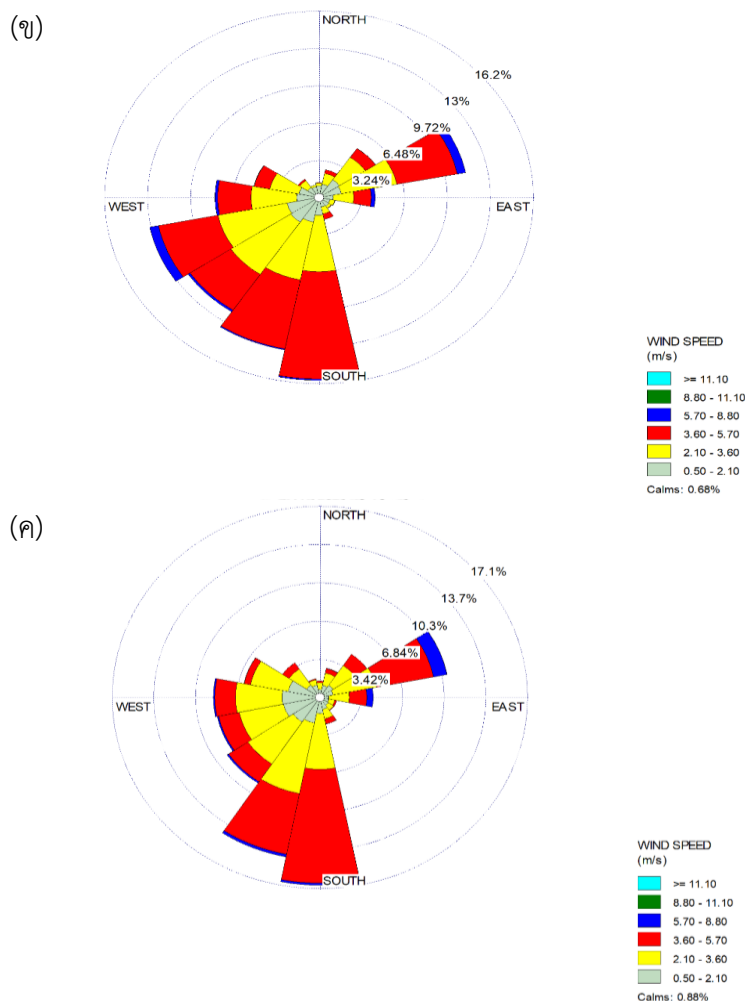 (ข)
NORTH
16.2%
13%
9.72%
6.48%
3.24%
WEST
EAST
SOUTH
WIND SPEED
(m/s)
>= 11.10
8.80 - 11.10
5.70 - 8.80
3.60 - 5.70
2.10 - 3.60
0.50 - 2.10
Calms: 0.68%
(ค)
NORTH
17.1%
13.7%
10.3%
6.84%
3.42%
WEST
EAST
SOUTH
WIND SPEED
(m/s)
>= 11.10
8.80 - 11.10
5.70 - 8.80
3.60 - 5.70
2.10 - 3.60
0.50 - 2.10
Calms: 0.88%